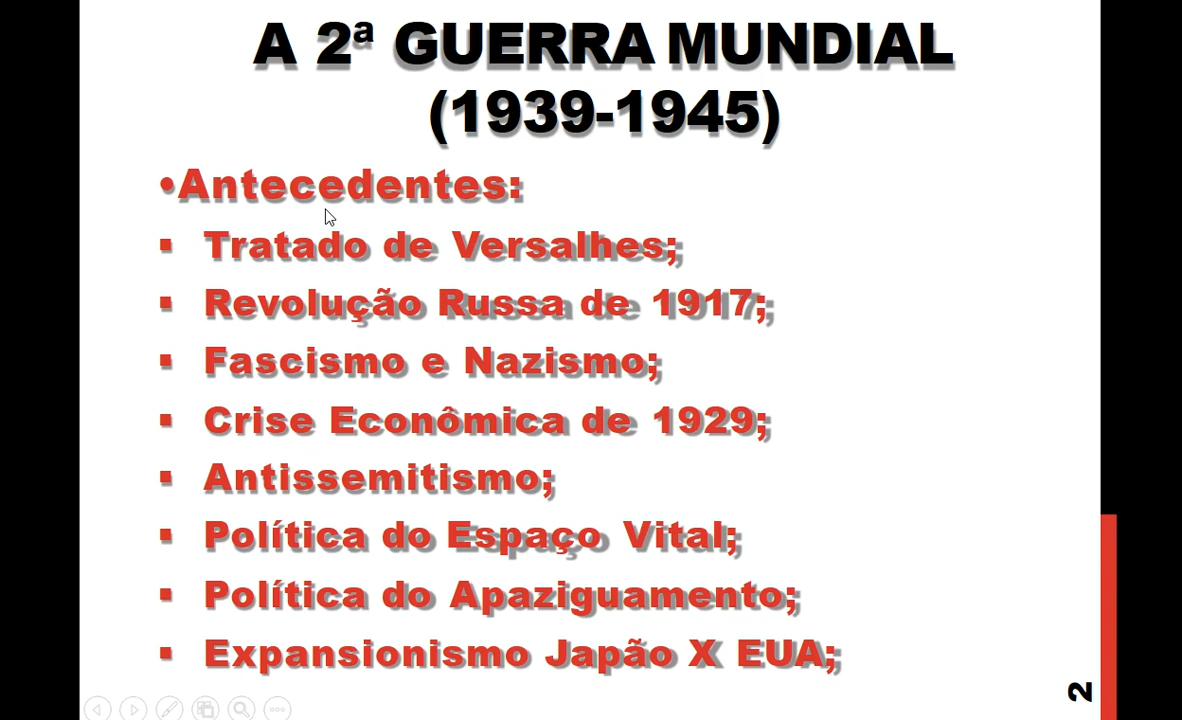 A 2ª GUERRA MUNDIAL
(1939-1945)
•Antecedentes:
▪ Tratado de Versalhes;
▪ Revolução Russa de 1917;
▪ Fascismo e Nazismo;
▪ Crise Econômica de 1929;
▪ Antissemitismo;
▪ Política do Espaço Vital;
▪ Política do Apaziguamento;
▪ Expansionismo Japão X EUA;
2